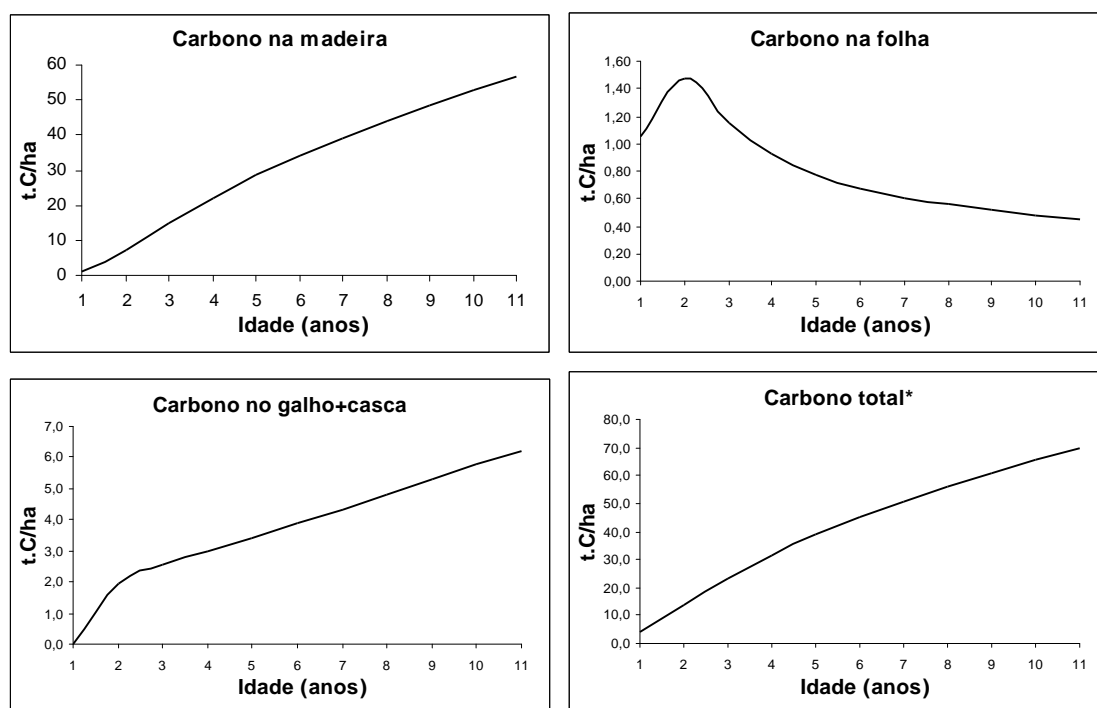 Carbono na madeira
t.C/ha
60
50
40
30
20
10
0
1 2 3 4 5 6 7 8 9 10 11
Idade (anos)
Carbono na folha
t.C/ha
1,60
1,40
1,20
1,00
0,80
0,60
0,40
0,20
0,00
1 2 3 4 5 6 7 8 9 10 11
Idade (anos)
Carbono no galho+casca
t.C/ha
7,0
6,0
5,0
4,0
3,0
2,0
1,0
0,0
1 2 3 4 5 6 7 8 9 10 11
Idade (anos)
Carbono total*
t.C/ha
80,0
70,0
60,0
50,0
40,0
30,0
20,0
10,0
0,0
1 2 3 4 5 6 7 8 9 10 11
Idade (anos)